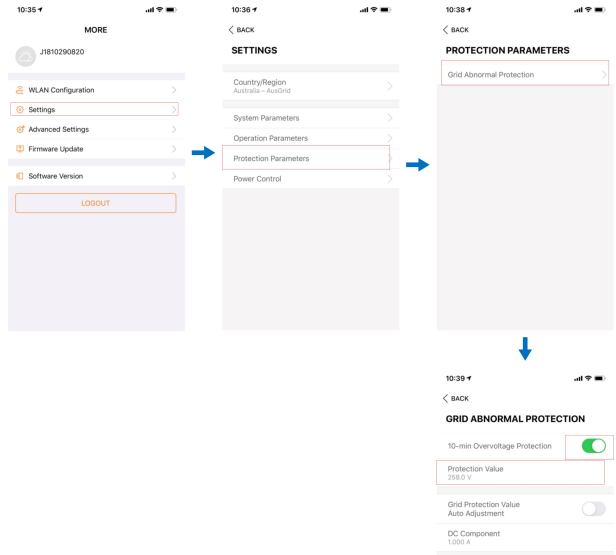 10:35
MORE
J1810290820
WLAN Configuration
Settings
Advanced Settings
Firmware Update
Software Version
LOGOUT
10:36
BACK
SETTINGS
Country/Region
Australia – AusGrid
System Parameters
Operation Parameters
Protection Parameters
Power Control
10:38
BACK
PROTECTION PARAMETERS
Grid Abnormal Protection
10:39
BACK
GRID ABNORMAL PROTECTION
10-min Overvoltage Protection
Protection Value
258.0 V
Grid Protection Value
Auto Adjustment
DC Component
1.000 A